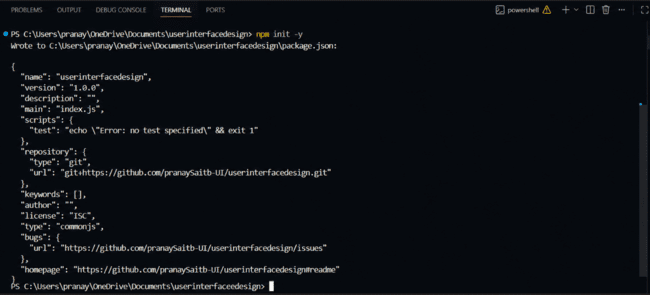 PROBLEMS OUTPUT DEBUG CONSOLE TERMINAL PORTS
powershell
PS C:\Users\pranay\OneDrive\Documents\userinterfacedesign> npm init -y
Wrote to C:\Users\pranay\OneDrive\Documents\userinterfacedesign\package.json:
{
"name": "userinterfacedesign",
"version": "1.0.0",
"description": "",
"main": "index.js",
"scripts": {
"test": "echo \"Error: no test specified\" && exit 1"
},
"repository": {
"type": "git",
"url": "git+https://github.com/pranaySaitb-UI/userinterfacedesign.git"
},
"keywords": [],
"author": "",
"license": "ISC",
"type": "commonjs",
"bugs": {
"url": "https://github.com/pranaySaitb-UI/userinterfacedesign/issues"
},
"homepage": "https://github.com/pranaySaitb-UI/userinterfacedesign#readme"
}
PS C:\Users\pranay\OneDrive\Documents\userinterfaceedesign>